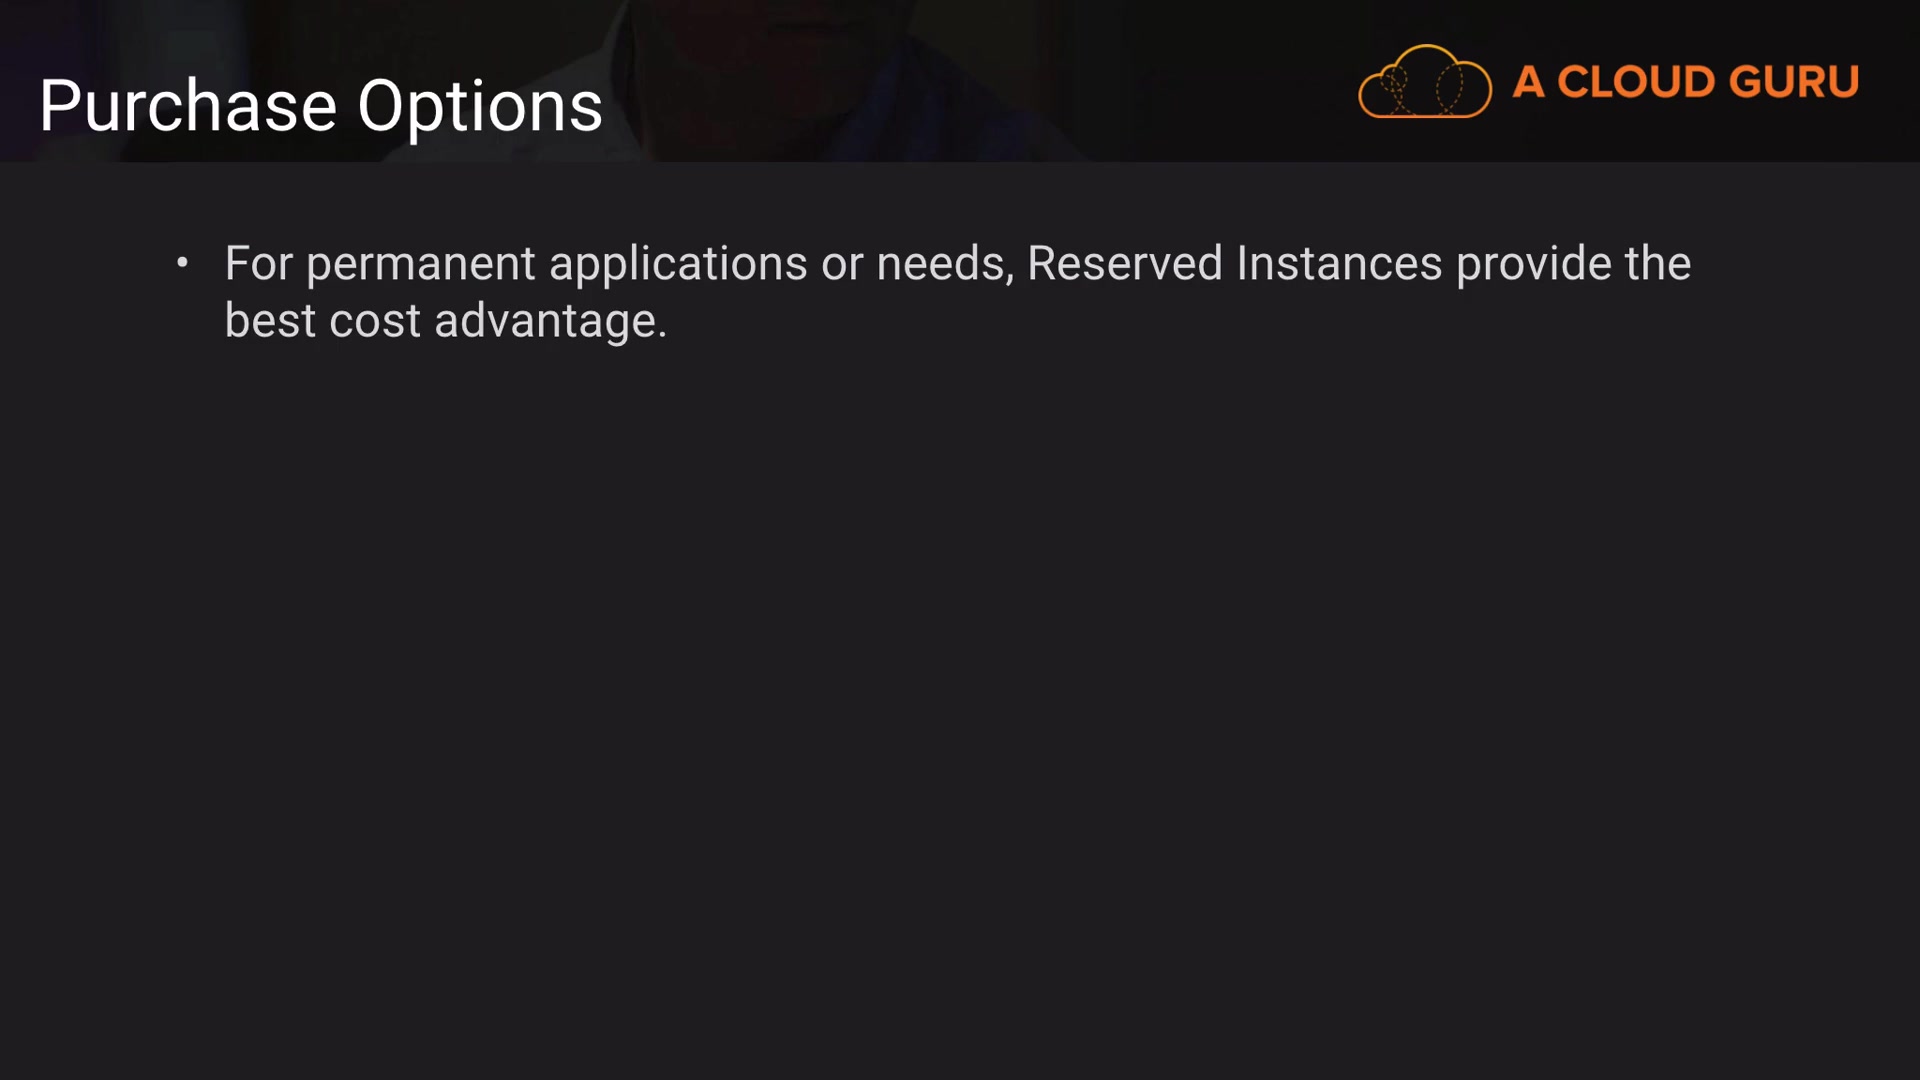 Purchase Options
A CLOUD GURU
• For permanent applications or needs, Reserved Instances provide the
best cost advantage.